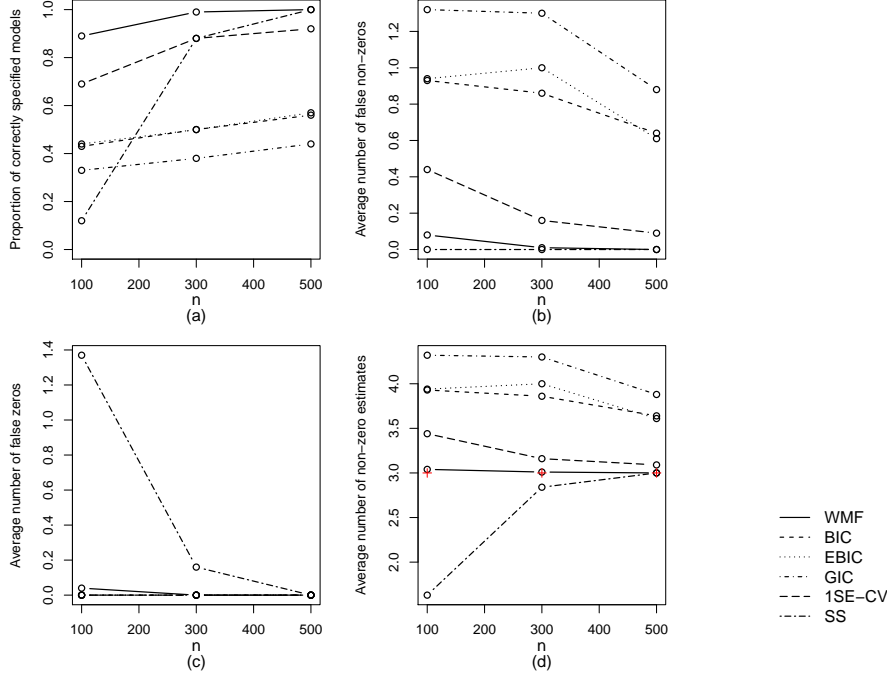 Proportion of correctly specified models
0.0 0.2 0.4 0.6 0.8 1.0
100 200 300 400 500
n
(a)
Average number of false non−zeros
0.0 0.2 0.4 0.6 0.8 1.0 1.2
100 200 300 400 500
n
(b)
Average number of false zeros
0.0 0.2 0.4 0.6 0.8 1.0 1.2 1.4
100 200 300 400 500
n
(c)
Average number of non−zero estimates
2.0 2.5 3.0 3.5 4.0
100 200 300 400 500
n
(d)
WMF
BIC
EBIC
GIC
1SE−CV
SS